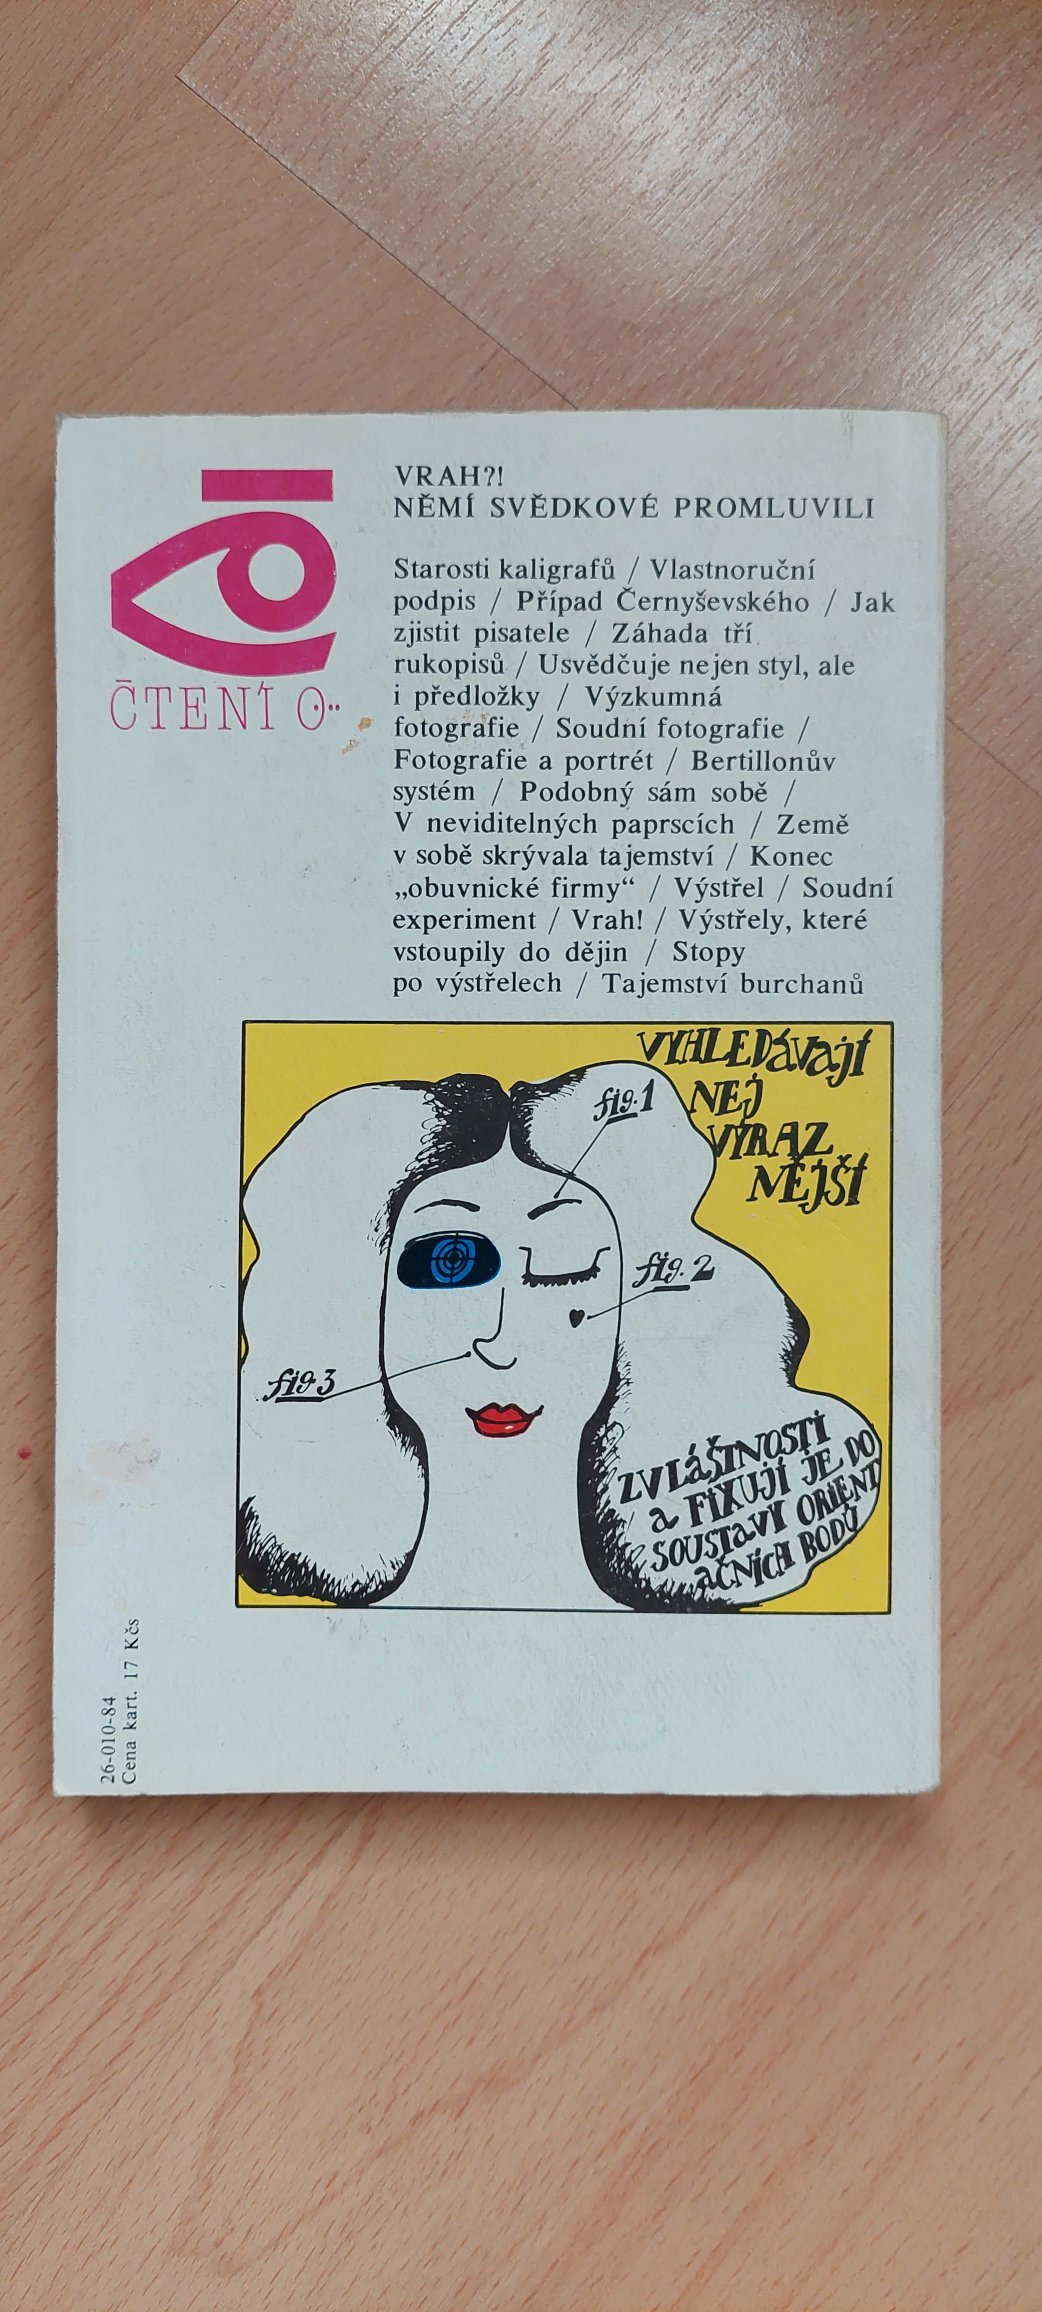 ČTENÍ O...
VRAH?!
NĚMÍ SVĚDKOVÉ PROMLUVILI
Starosti kaligrafů / Vlastnoruční
podpis / Případ Černyševského / Jak
zjistit pisatele / Záhada tří
rukopisů / Usvědčuje nejen styl, ale
i předložky / Výzkumná
fotografie / Soudní fotografie /
Fotografie a portrét / Bertillonův
systém / Podobný sám sobě /
V neviditelných paprscích / Země
v sobě skrývala tajemství / Konec
„obuvnické firmy“ / Výstřel / Soudní
experiment / Vrah! / Výstřely, které
vstoupily do dějin / Stopy
po výstřelech / Tajemství burchanů
VYHLEDÁVAJÍ
NEJ
VÝRAZ
NĚJŠÍ
fig. 1
fig. 2
fig 3
ZVLÁŠTNOSTI
a FIXUJÍ JE DO
SOUSTAVY ORIENT
AČNÍCH BODŮ
26-010-84
Cena kart. 17 Kčs